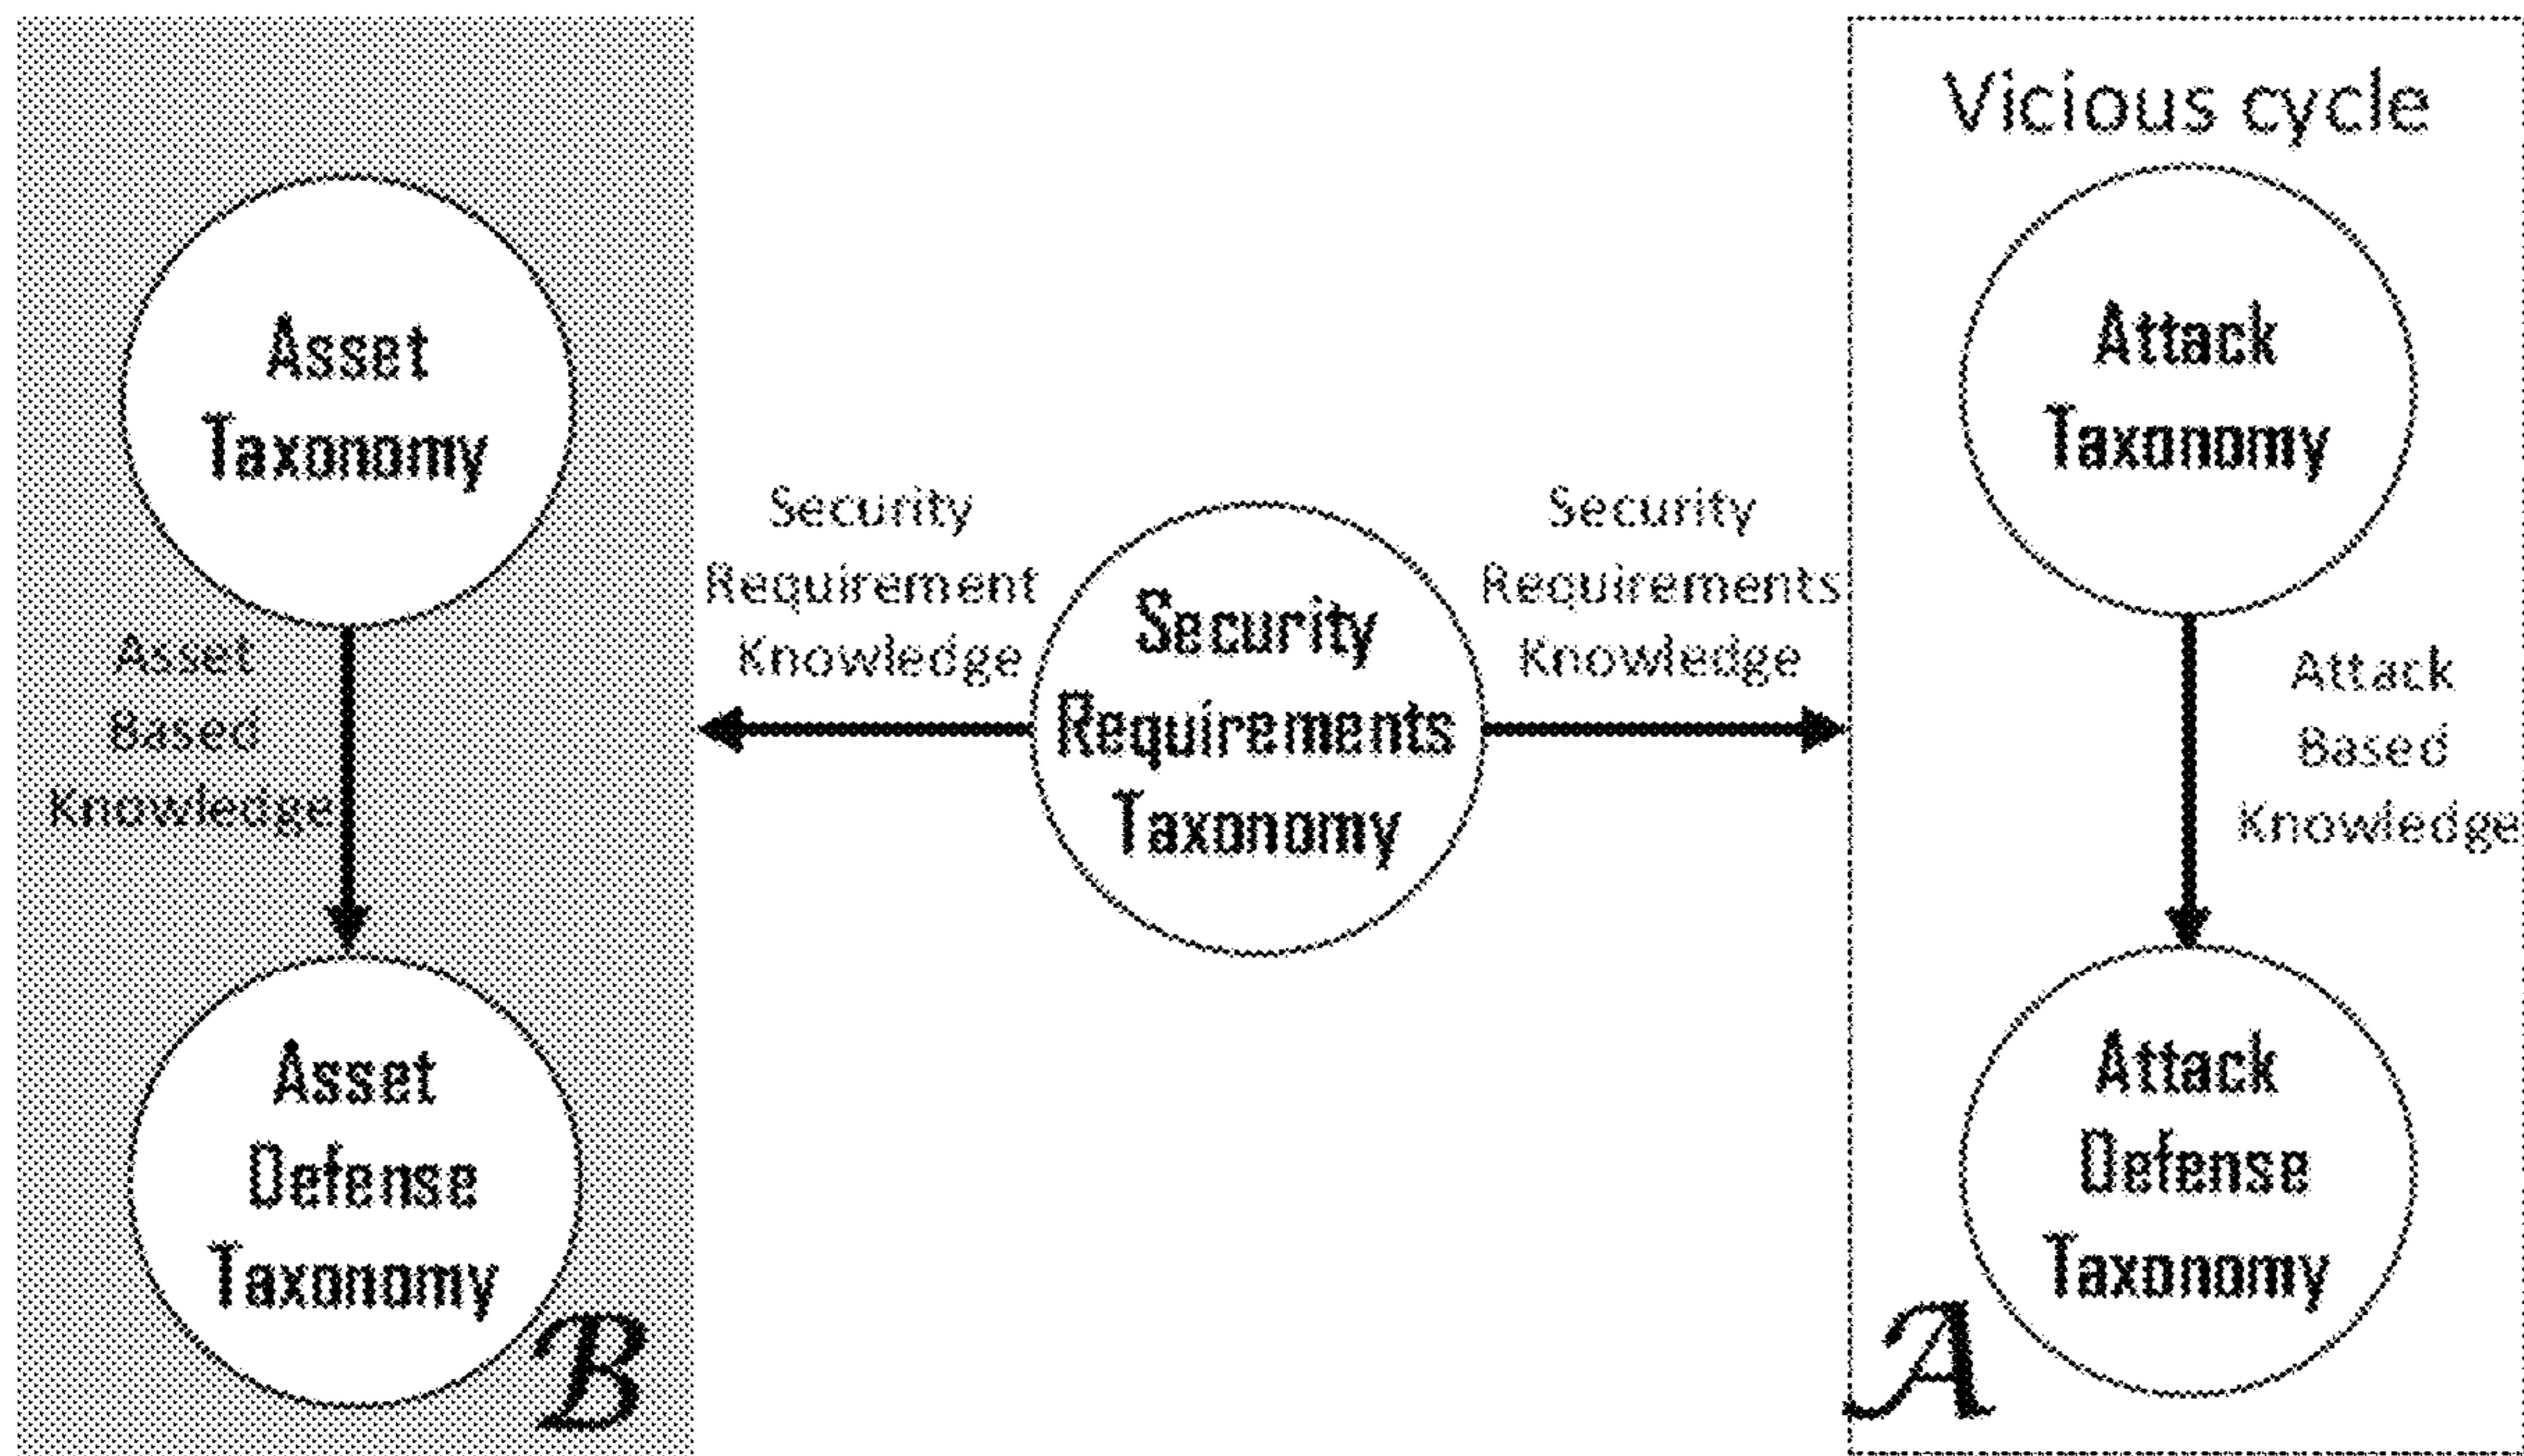 Vicious cycle
Asset
Taxonomy
Asset
Based
Knowledge
Asset
Defense
Taxonomy
B
Security
Requirement
Knowledge
Security
Requirements
Taxonomy
Security
Requirements
Knowledge
Attack
Taxonomy
Attack
Based
Knowledge
Attack
Defense
Taxonomy
A